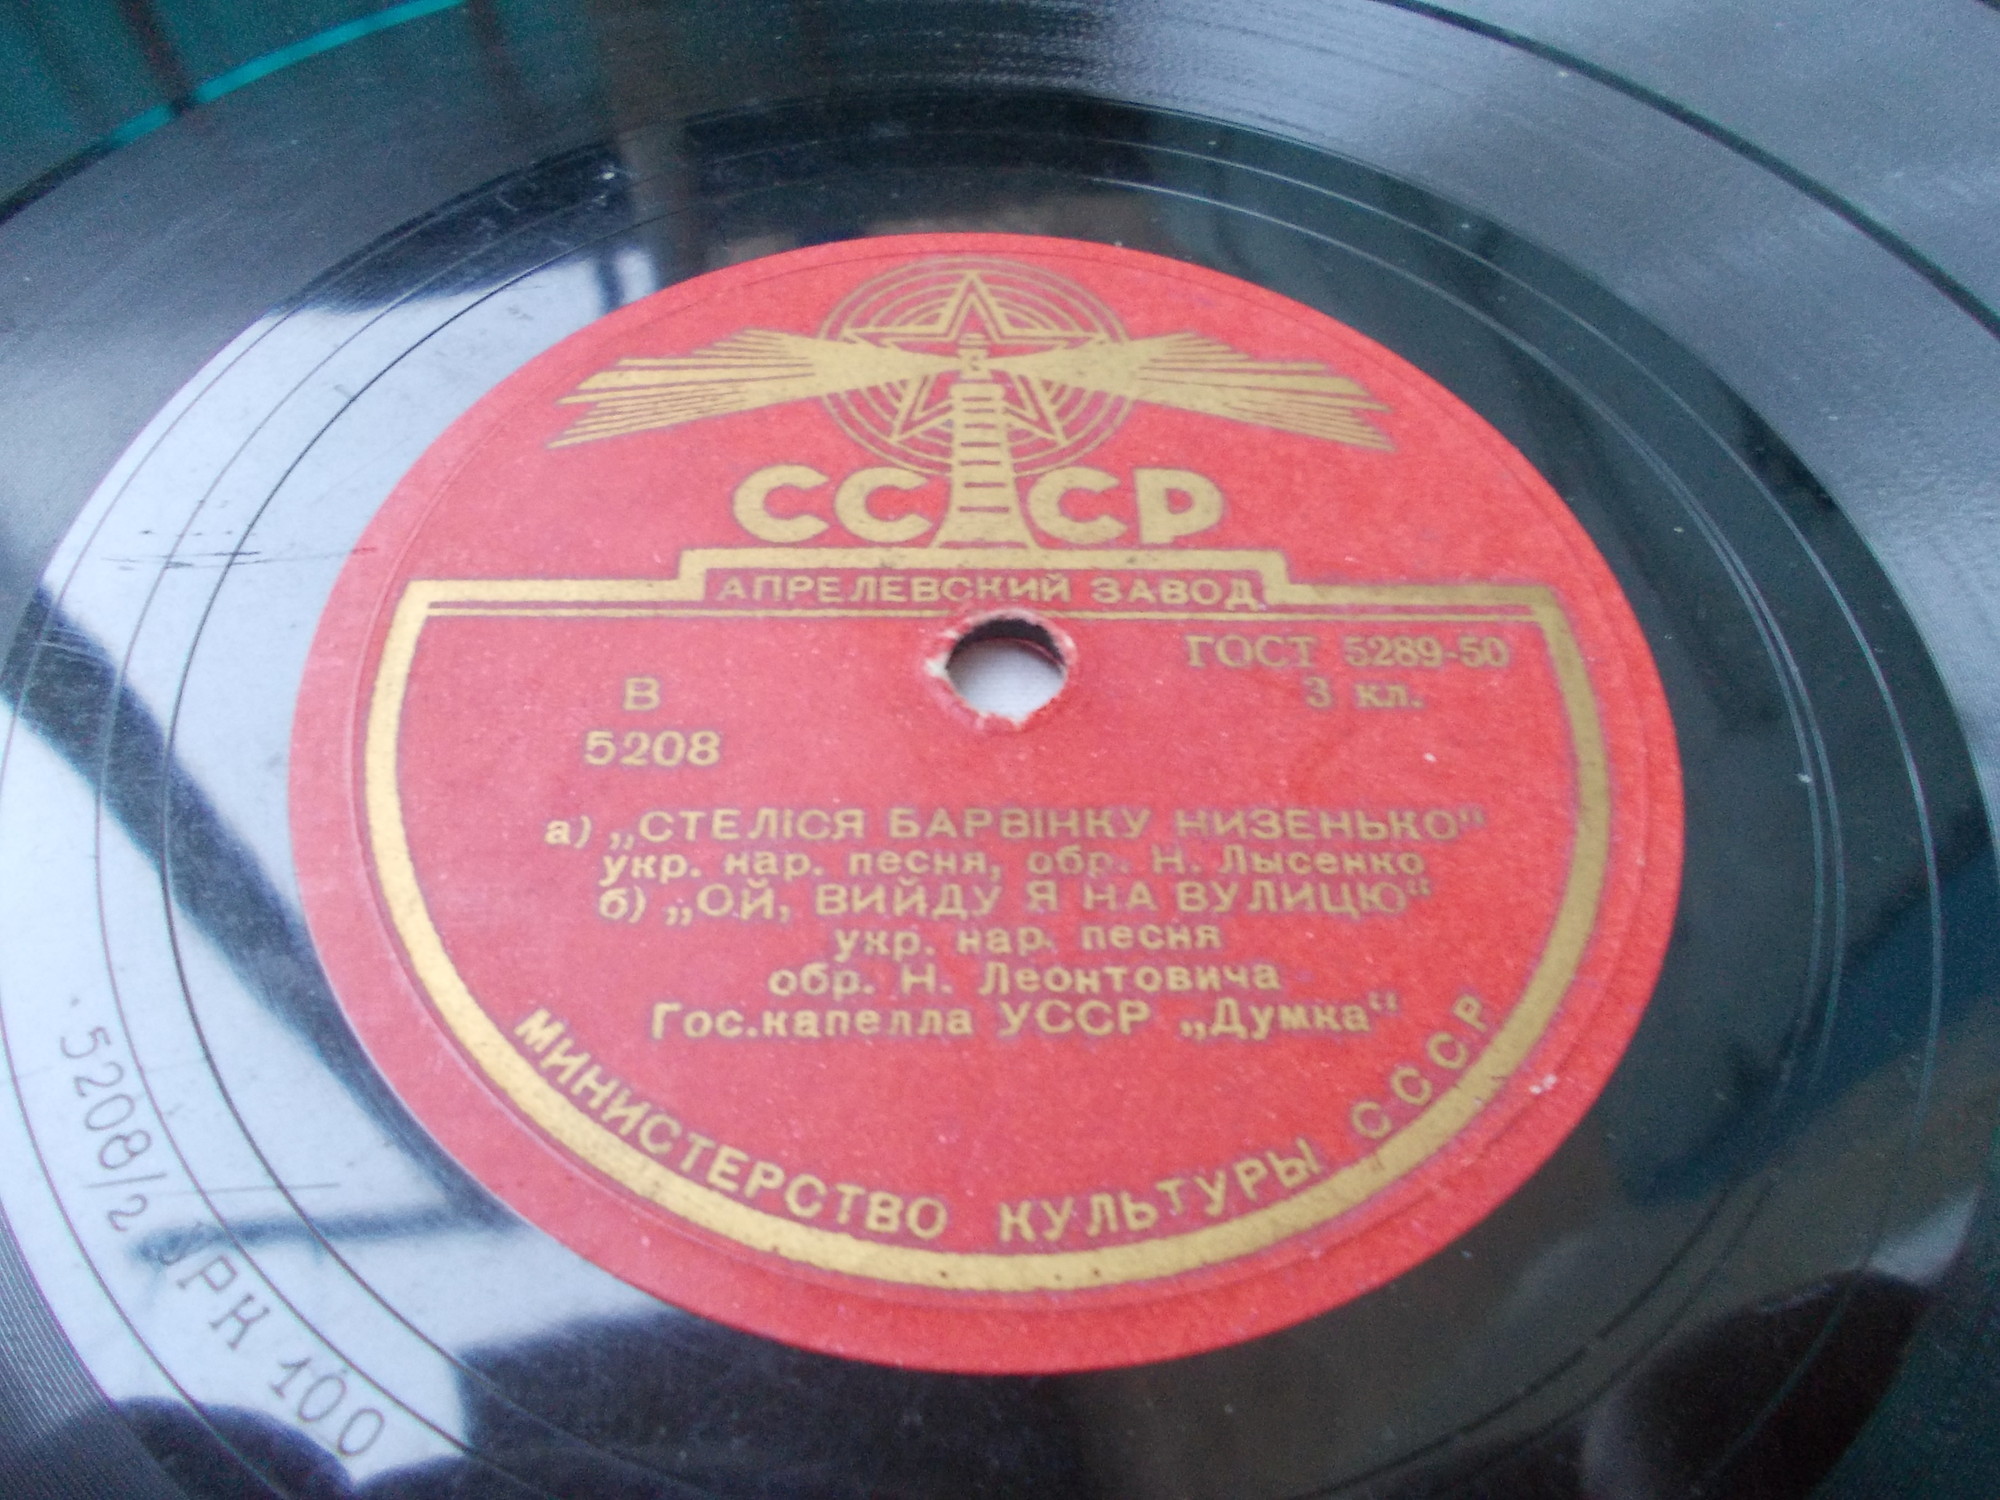 СССР
АПРЕЛЕВСКИЙ ЗАВОД
ГОСТ 5289-50
3 кл.
В
5208
а) „СТЕЛІСЯ БАРВІНКУ НИЗЕНЬКО“
укр. нар. песня, обр. Н. Лысенко
б) „ОЙ, ВИЙДУ Я НА ВУЛИЦЮ“
укр. нар. песня
обр. Н. Леонтовича
Гос.капелла УССР „Думка“
МИНИСТЕРСТВО КУЛЬТУРЫ СССР
5208/2 УРК 100